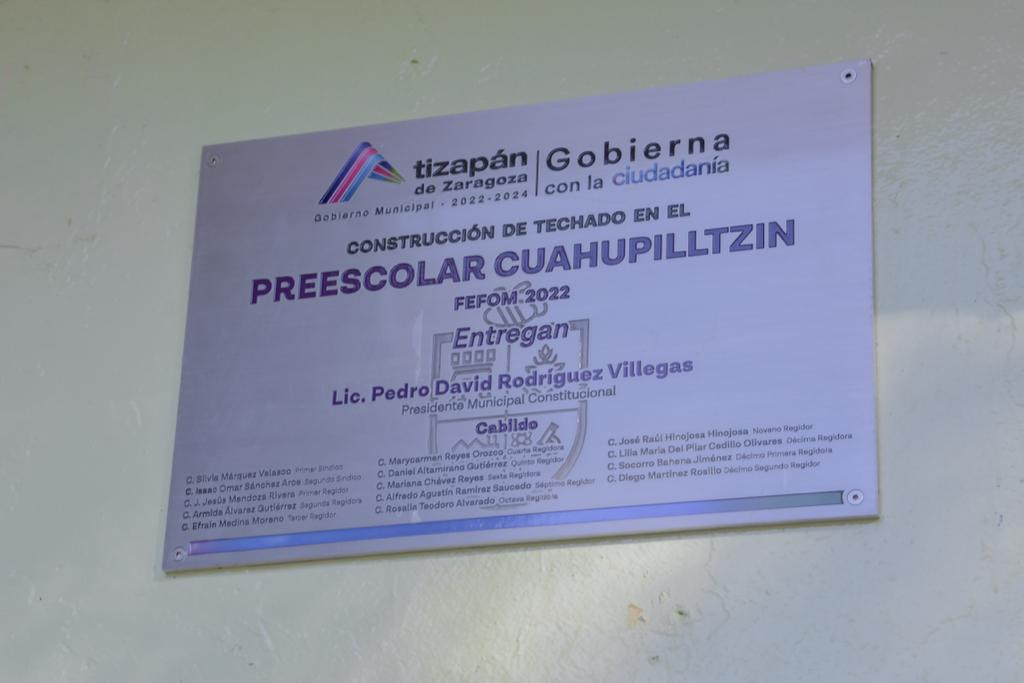 tizapán
de Zaragoza
Gobierno Municipal · 2022-2024
Gobierna
con la ciudadanía
CONSTRUCCIÓN DE TECHADO EN EL
PREESCOLAR CUAHUPILLTZIN
FEFOM 2022
Entregan
Lic. Pedro David Rodríguez Villegas
Presidente Municipal Constitucional
Cabildo
C. Silvia Márquez Velasco Primer Síndico
C. Isaac Omar Sánchez Arce Segundo Síndico
C. J. Jesús Mendoza Rivera Primer Regidor
C. Armida Álvarez Gutiérrez Segunda Regidora
C. Efraín Medina Moreno Tercer Regidor
C. Marycarmen Reyes Orozco Cuarta Regidora
C. Daniel Altamirano Gutiérrez Quinto Regidor
C. Mariana Chávez Reyes Sexta Regidora
C. Alfredo Agustín Ramírez Saucedo Séptimo Regidor
C. Rosalía Teodoro Alvarado Octava Regidora
C. José Raúl Hinojosa Hinojosa Noveno Regidor
C. Lilia María Del Pilar Cedillo Olivares Décima Regidora
C. Socorro Bahena Jiménez Décimo Primera Regidora
C. Diego Martínez Rosillo Décimo Segundo Regidor